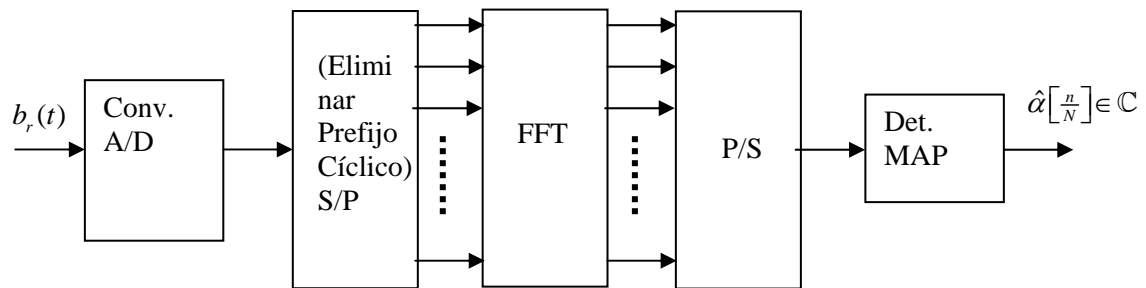 b_r(t)
Conv.
A/D
(Elimi
nar
Prefijo
Cíclico)
S/P
FFT
P/S
Det.
MAP
α̂[n/N]∈ℂ